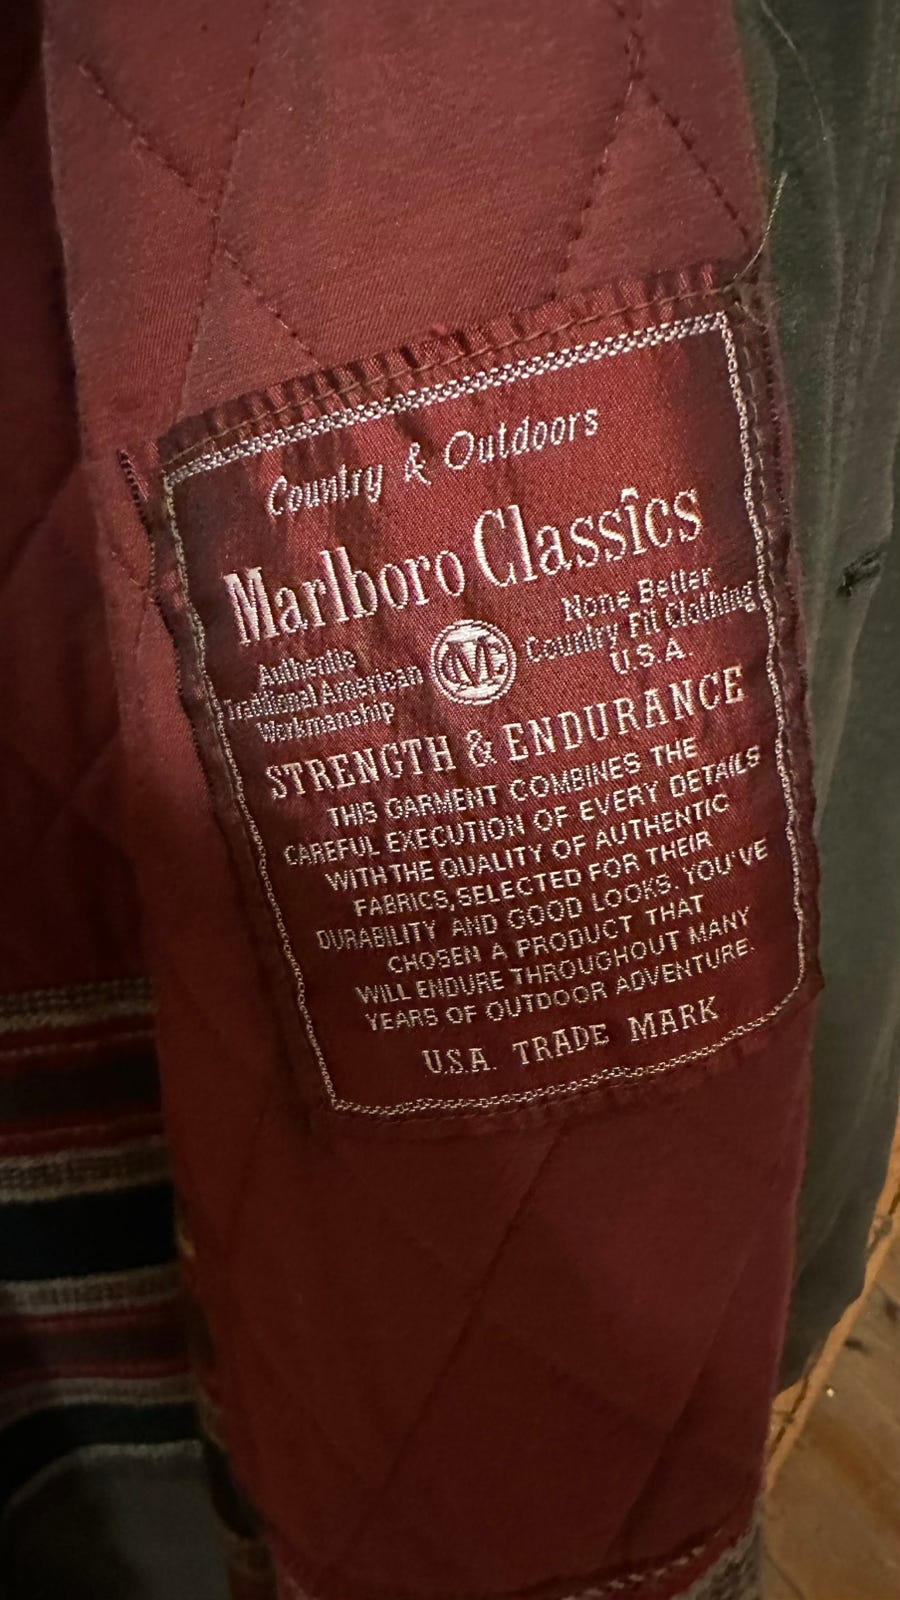 Country & Outdoors
Marlboro Classics
Authentic
Traditional American
Workmanship
MC
None Better
Country Fit Clothing
U.S.A.
STRENGTH & ENDURANCE
THIS GARMENT COMBINES THE
CAREFUL EXECUTION OF EVERY DETAILS
WITH THE QUALITY OF AUTHENTIC
FABRICS, SELECTED FOR THEIR
DURABILITY AND GOOD LOOKS. YOU'VE
CHOSEN A PRODUCT THAT
WILL ENDURE THROUGHOUT MANY
YEARS OF OUTDOOR ADVENTURE.
U.S.A. TRADE MARK